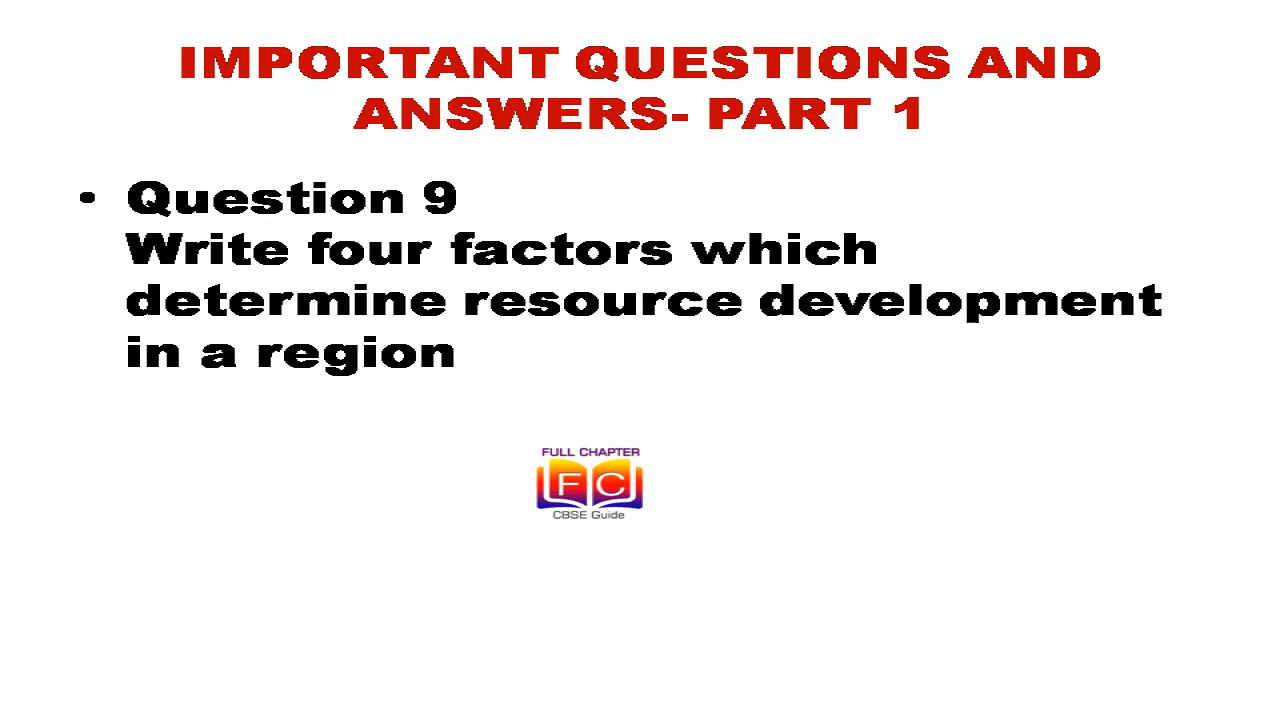 IMPORTANT QUESTIONS AND
ANSWERS- PART 1
• Question 9
Write four factors which
determine resource development
in a region
FULL CHAPTER
FC
CBSE Guide